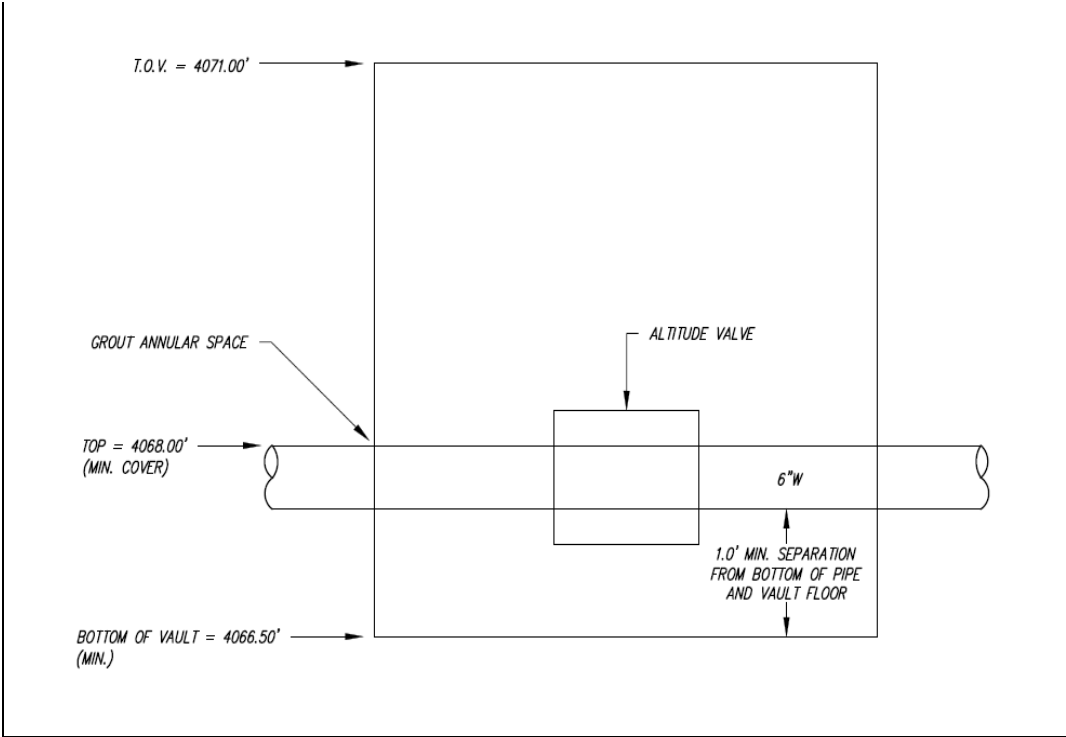 T.O.V. = 4071.00'
ALTITUDE VALVE
GROUT ANNULAR SPACE
TOP = 4068.00'
(MIN. COVER)
6"W
1.0' MIN. SEPARATION
FROM BOTTOM OF PIPE
AND VAULT FLOOR
BOTTOM OF VAULT = 4066.50'
(MIN.)